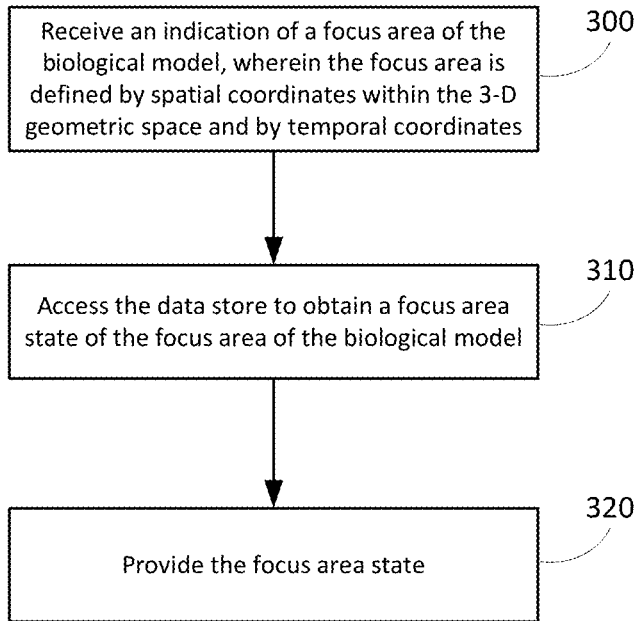 Receive an indication of a focus area of the
biological model, wherein the focus area is
defined by spatial coordinates within the 3-D
geometric space and by temporal coordinates
300
Access the data store to obtain a focus area
state of the focus area of the biological model
310
Provide the focus area state
320